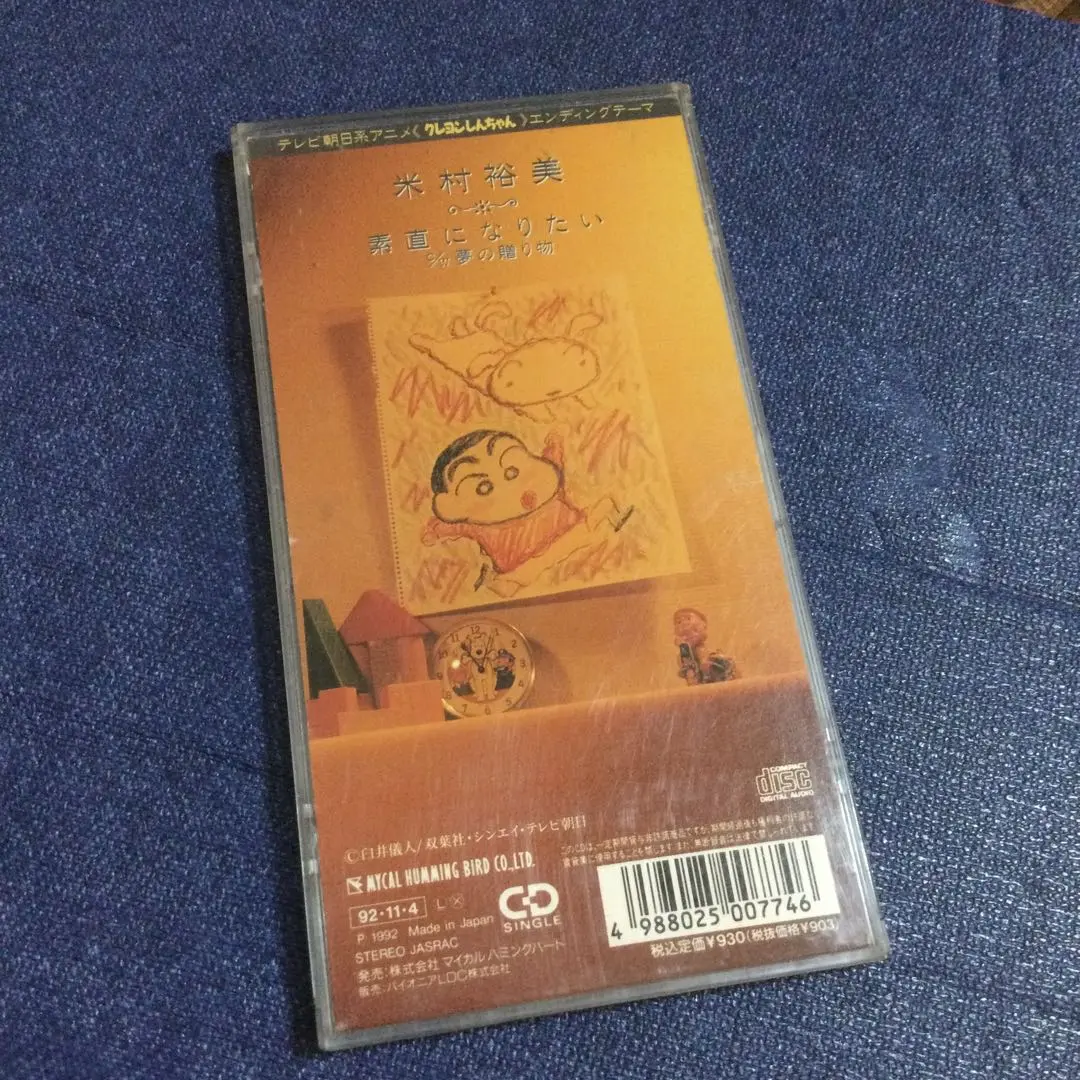 テレビ朝日系アニメ《クレヨンしんちゃん》エンディングテーマ
米村裕美
素直になりたい
C/W 夢の贈り物
COMPACT
disc
DIGITAL AUDIO
©臼井儀人/双葉社・シンエイ・テレビ朝日
MYCAL HUMMING BIRD CO.,LTD.
92・11・4 L X
P 1992 Made in Japan
STEREO JASRAC
発売:株式会社 マイカルハミングバード
販売:パイオニアLDC株式会社
CD
SINGLE
4 988025 007746
税込定価¥930(税抜価格¥903)